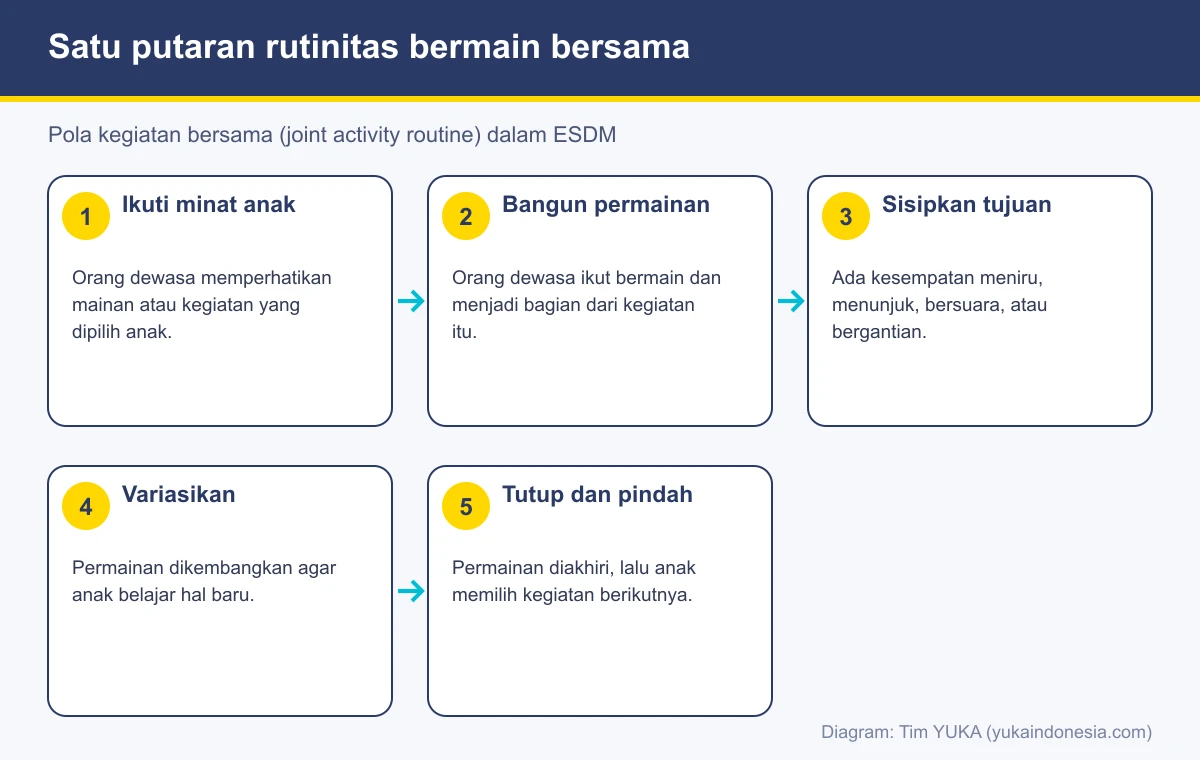 Satu putaran rutinitas bermain bersama
Pola kegiatan bersama (joint activity routine) dalam ESDM
1
Ikuti minat anak
Orang dewasa memperhatikan
mainan atau kegiatan yang
dipilih anak.
2
Bangun permainan
Orang dewasa ikut bermain dan
menjadi bagian dari kegiatan
itu.
3
Sisipkan tujuan
Ada kesempatan meniru,
menunjuk, bersuara, atau
bergantian.
4
Variasikan
Permainan dikembangkan agar
anak belajar hal baru.
5
Tutup dan pindah
Permainan diakhiri, lalu anak
memilih kegiatan berikutnya.
Diagram: Tim YUKA (yukaindonesia.com)